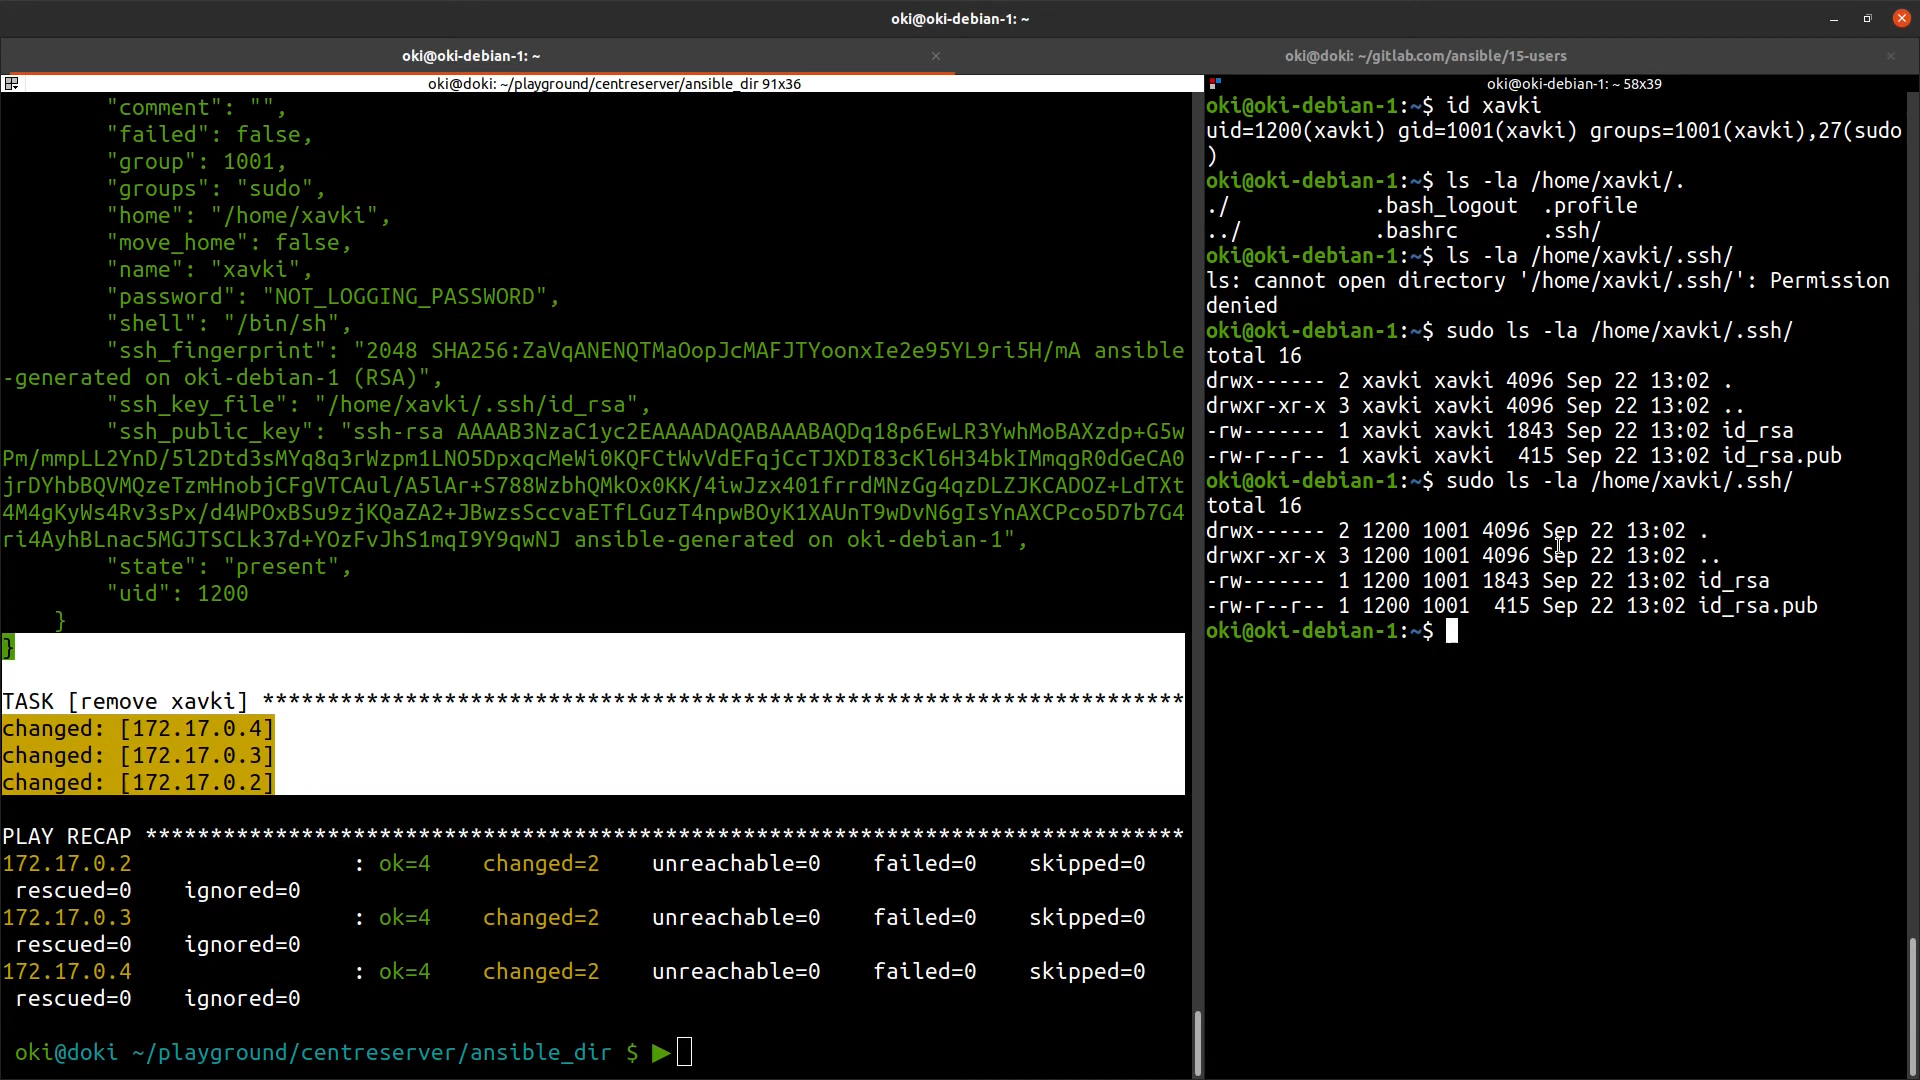 oki@oki-debian-1: ~
oki@oki-debian-1: ~
oki@doki: ~/gitlab.com/ansible/15-users
oki@doki: ~/playground/centreserver/ansible_dir 91x36
"comment": "",
"failed": false,
"group": 1001,
"groups": "sudo",
"home": "/home/xavki",
"move_home": false,
"name": "xavki",
"password": "NOT_LOGGING_PASSWORD",
"shell": "/bin/sh",
"ssh_fingerprint": "2048 SHA256:ZaVqANENQTMaOopJcMAFJTYoonxIe2e95YL9ri5H/mA ansible
-generated on oki-debian-1 (RSA)",
"ssh_key_file": "/home/xavki/.ssh/id_rsa",
"ssh_public_key": "ssh-rsa AAAAB3NzaC1yc2EAAAADAQABAAABAQDq18p6EwLR3YwhMoBAXzdp+G5w
Pm/mmpLL2YnD/5l2Dtd3sMYq8q3rWzpm1LNO5DpxqcMeWi0KQFCtWvVdEFqjCcTJXDI83cKl6H34bkIMmqgR0dGeCA0
jrDYhbBQVMQzeTzmHnobjCFgVTCAul/A5lAr+S788WzbhQMkOx0KK/4iwJzx401frrdMNzGg4qzDLZJKCADOZ+LdTXt
4M4gKyWs4Rv3sPx/d4WPOxBSu9zjKQaZA2+JBwzsSccvaETfLGuzT4npwBOyK1XAUnT9wDvN6gIsYnAXCPco5D7b7G4
ri4AyhBLnac5MGJTSCLk37d+YOzFvJhS1mqI9Y9qwNJ ansible-generated on oki-debian-1",
"state": "present",
"uid": 1200
}
}
TASK [remove xavki] ***********************************************************************
changed: [172.17.0.4]
changed: [172.17.0.3]
changed: [172.17.0.2]
PLAY RECAP ********************************************************************************
172.17.0.2 : ok=4 changed=2 unreachable=0 failed=0 skipped=0
rescued=0 ignored=0
172.17.0.3 : ok=4 changed=2 unreachable=0 failed=0 skipped=0
rescued=0 ignored=0
172.17.0.4 : ok=4 changed=2 unreachable=0 failed=0 skipped=0
rescued=0 ignored=0
oki@doki ~/playground/centreserver/ansible_dir $ ▶
oki@oki-debian-1: ~ 58x39
oki@oki-debian-1:~$ id xavki
uid=1200(xavki) gid=1001(xavki) groups=1001(xavki),27(sudo
)
oki@oki-debian-1:~$ ls -la /home/xavki/.
./ .bash_logout .profile
../ .bashrc .ssh/
oki@oki-debian-1:~$ ls -la /home/xavki/.ssh/
ls: cannot open directory '/home/xavki/.ssh/': Permission
denied
oki@oki-debian-1:~$ sudo ls -la /home/xavki/.ssh/
total 16
drwx------ 2 xavki xavki 4096 Sep 22 13:02 .
drwxr-xr-x 3 xavki xavki 4096 Sep 22 13:02 ..
-rw------- 1 xavki xavki 1843 Sep 22 13:02 id_rsa
-rw-r--r-- 1 xavki xavki 415 Sep 22 13:02 id_rsa.pub
oki@oki-debian-1:~$ sudo ls -la /home/xavki/.ssh/
total 16
drwx------ 2 1200 1001 4096 Sep 22 13:02 .
drwxr-xr-x 3 1200 1001 4096 Sep 22 13:02 ..
-rw------- 1 1200 1001 1843 Sep 22 13:02 id_rsa
-rw-r--r-- 1 1200 1001 415 Sep 22 13:02 id_rsa.pub
oki@oki-debian-1:~$